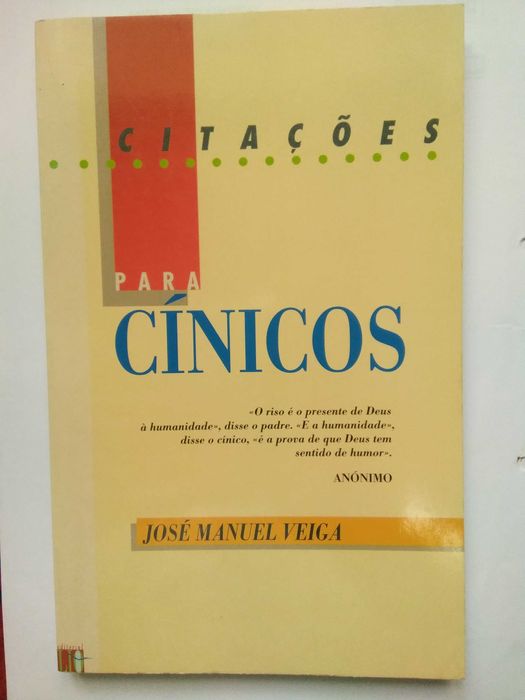 CITAÇÕES
PARA
CÍNICOS
«O riso é o presente de Deus
à humanidade», disse o padre. «E a humanidade»,
disse o cínico, «é a prova de que Deus tem
sentido de humor».
ANÓNIMO
JOSÉ MANUEL VEIGA